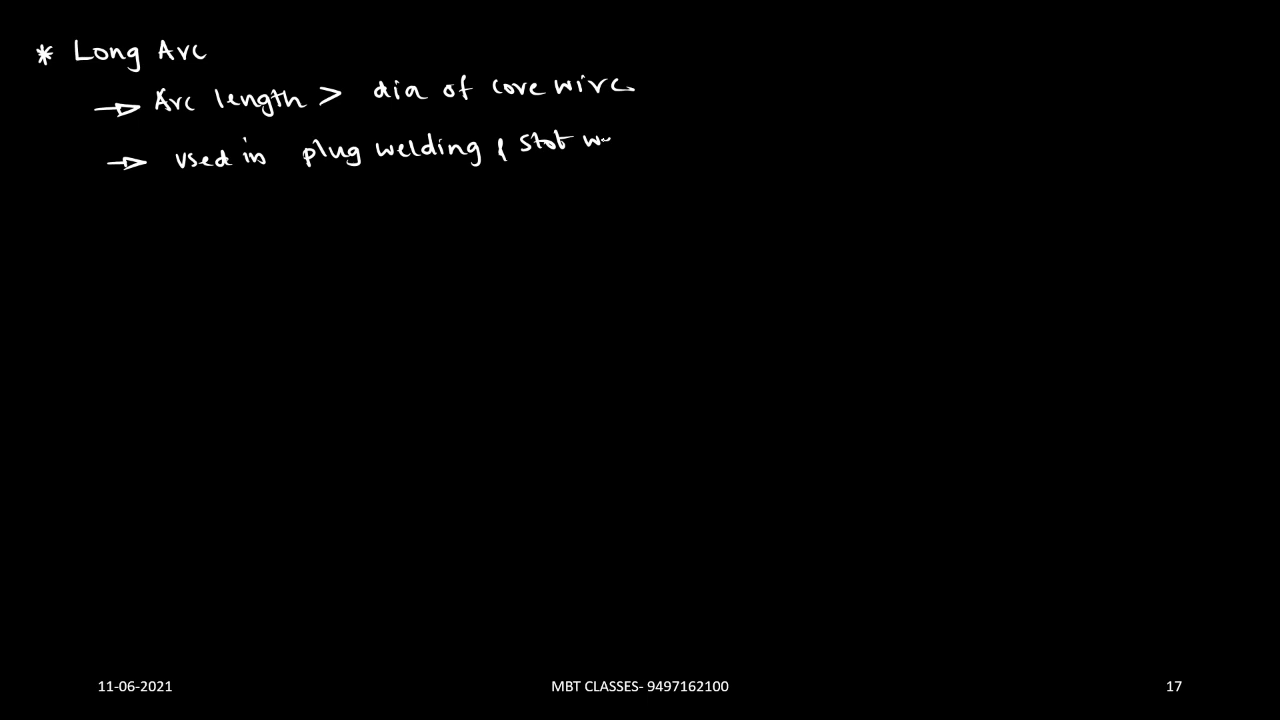 * Long Arc
→ Arc length > dia of core wire
→ used in plug welding & slot w
11-06-2021
MBT CLASSES- 9497162100
17